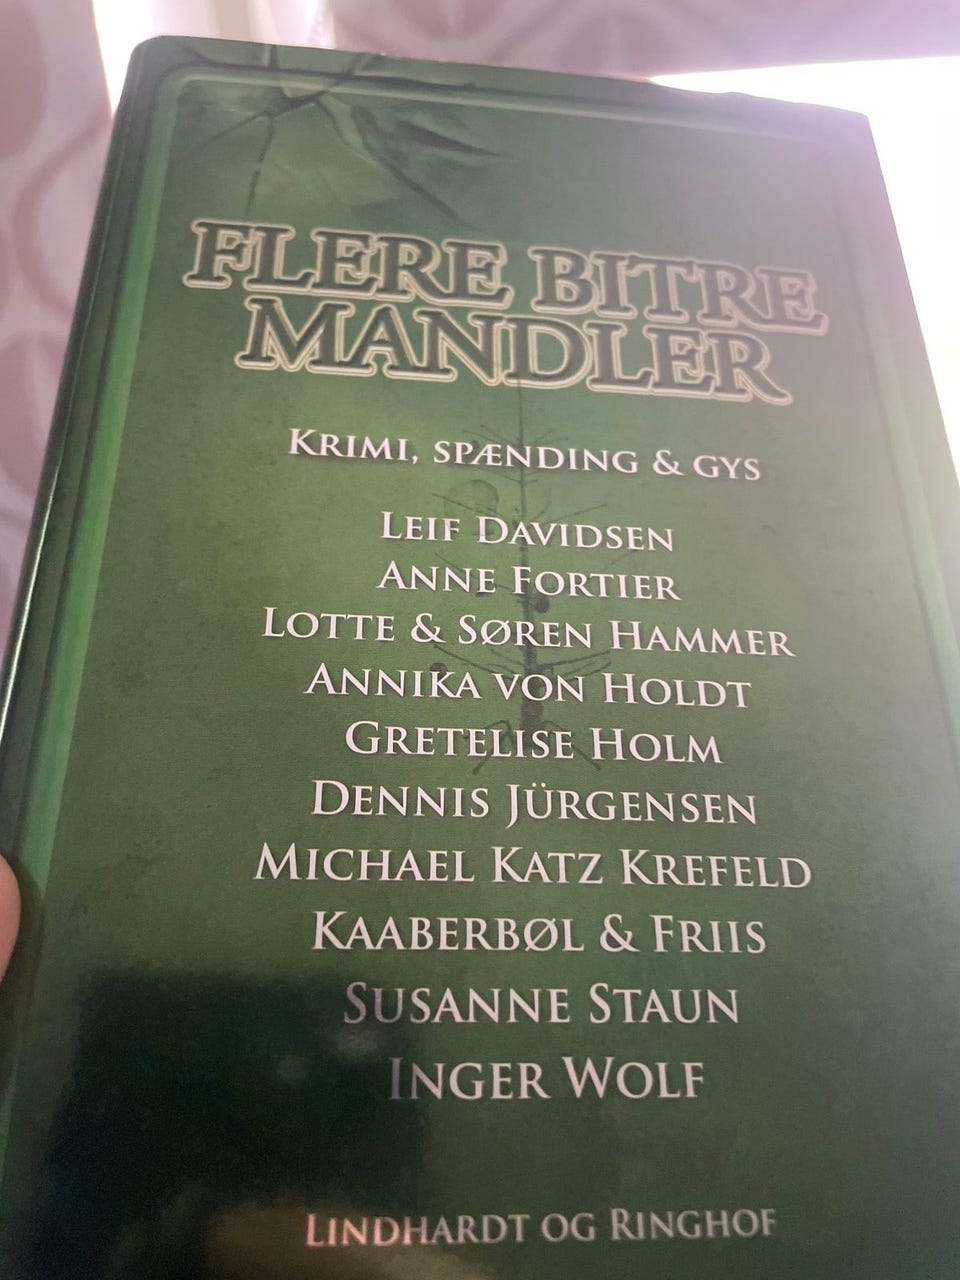 FLERE BITRE
MANDLER
KRIMI, SPÆNDING & GYS
LEIF DAVIDSEN
ANNE FORTIER
LOTTE & SØREN HAMMER
ANNIKA VON HOLDT
GRETELISE HOLM
DENNIS JÜRGENSEN
MICHAEL KATZ KREFELD
KAABERBØL & FRIIS
SUSANNE STAUN
INGER WOLF
LINDHARDT OG RINGHOF